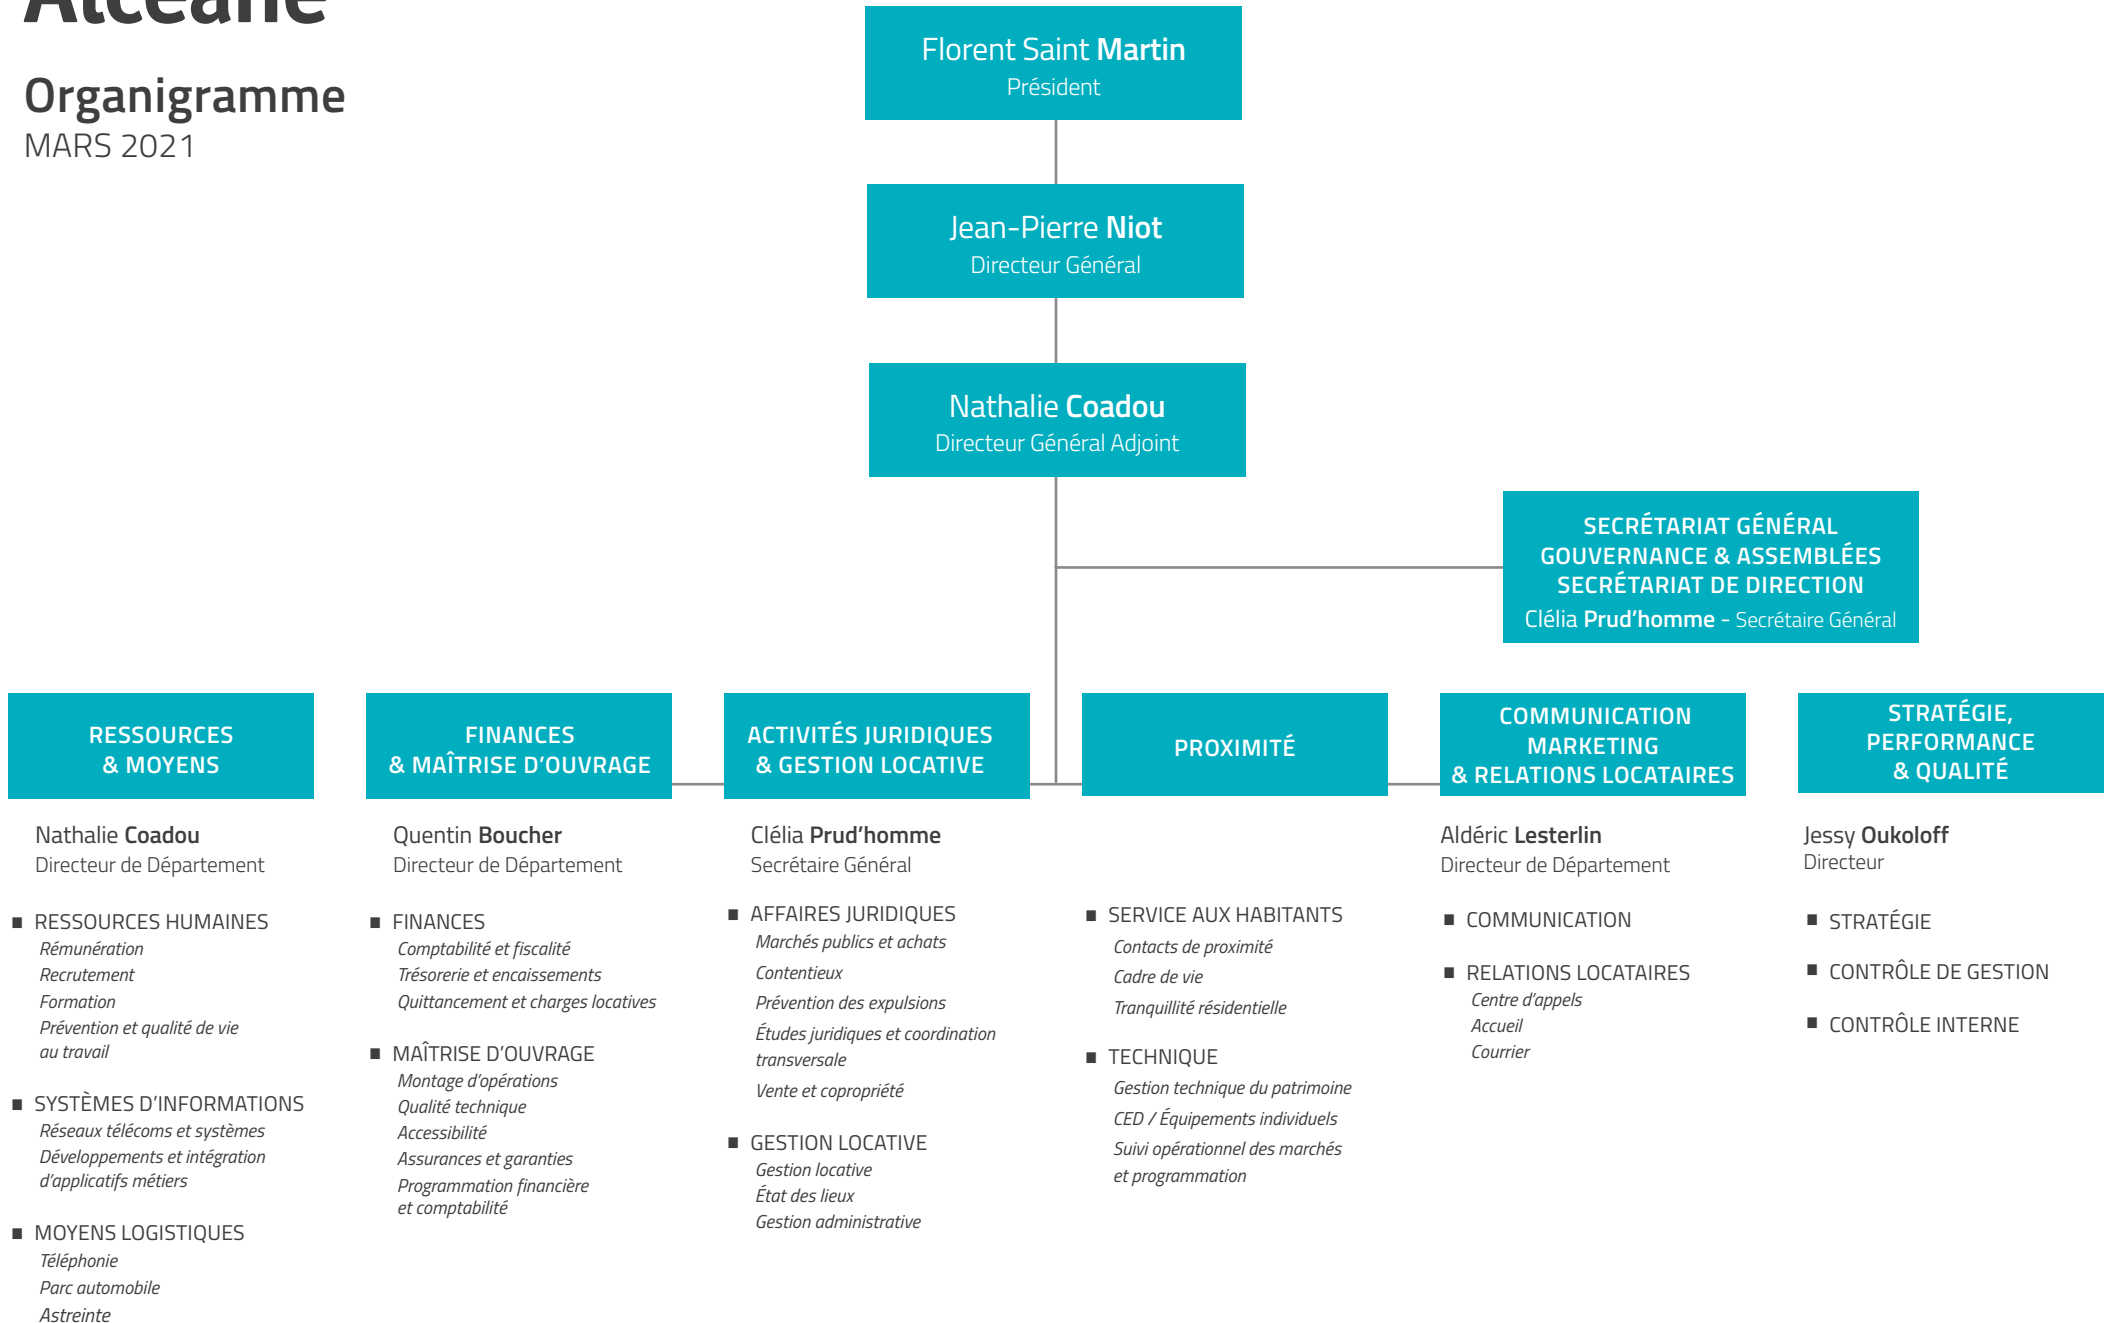 Alcéane
Organigramme
MARS 2021
Florent Saint Martin
Président
Jean-Pierre Niot
Directeur Général
Nathalie Coadou
Directeur Général Adjoint
SECRÉTARIAT GÉNÉRAL
GOUVERNANCE & ASSEMBLÉES
SECRÉTARIAT DE DIRECTION
Clélia Prud'homme - Secrétaire Général
RESSOURCES
& MOYENS
Nathalie Coadou
Directeur de Département
■ RESSOURCES HUMAINES
Rémunération
Recrutement
Formation
Prévention et qualité de vie
au travail
■ SYSTÈMES D'INFORMATIONS
Réseaux télécoms et systèmes
Développements et intégration
d'applicatifs métiers
■ MOYENS LOGISTIQUES
Téléphonie
Parc automobile
Astreinte
FINANCES
& MAÎTRISE D'OUVRAGE
Quentin Boucher
Directeur de Département
■ FINANCES
Comptabilité et fiscalité
Trésorerie et encaissements
Quittancement et charges locatives
■ MAÎTRISE D'OUVRAGE
Montage d'opérations
Qualité technique
Accessibilité
Assurances et garanties
Programmation financière
et comptabilité
ACTIVITÉS JURIDIQUES
& GESTION LOCATIVE
Clélia Prud'homme
Secrétaire Général
■ AFFAIRES JURIDIQUES
Marchés publics et achats
Contentieux
Prévention des expulsions
Études juridiques et coordination
transversale
Vente et copropriété
■ GESTION LOCATIVE
Gestion locative
État des lieux
Gestion administrative
PROXIMITÉ
■ SERVICE AUX HABITANTS
Contacts de proximité
Cadre de vie
Tranquillité résidentielle
■ TECHNIQUE
Gestion technique du patrimoine
CED / Équipements individuels
Suivi opérationnel des marchés
et programmation
COMMUNICATION
MARKETING
& RELATIONS LOCATAIRES
Aldéric Lesterlin
Directeur de Département
■ COMMUNICATION
■ RELATIONS LOCATAIRES
Centre d'appels
Accueil
Courrier
STRATÉGIE,
PERFORMANCE
& QUALITÉ
Jessy Oukoloff
Directeur
■ STRATÉGIE
■ CONTRÔLE DE GESTION
■ CONTRÔLE INTERNE